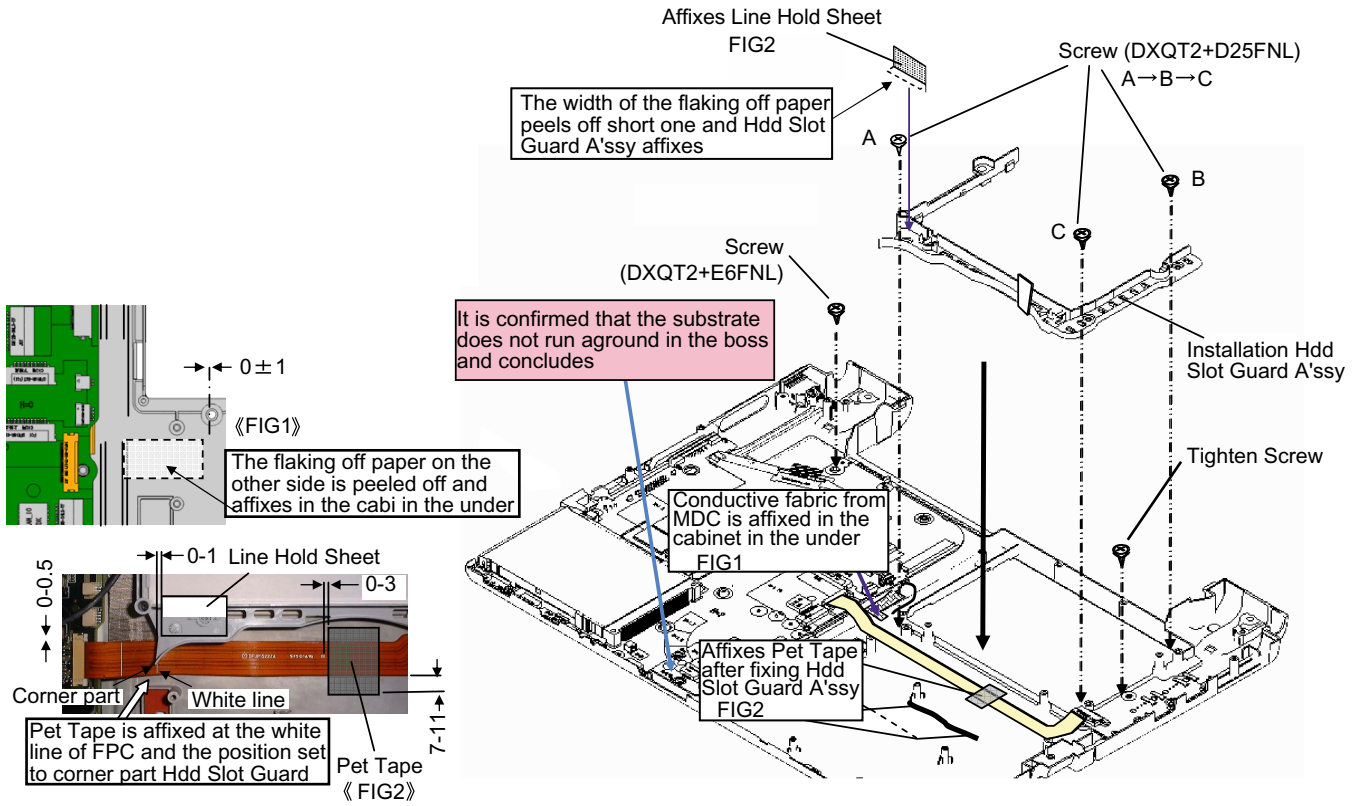 Affixes Line Hold Sheet
FIG2
Screw (DXQT2+D25FNL)
A→B→C
The width of the flaking off paper
peels off short one and Hdd Slot
Guard A'ssy affixes
A
B
C
Screw
(DXQT2+E6FNL)
It is confirmed that the substrate
does not run aground in the boss
and concludes
Installation Hdd
Slot Guard A'ssy
0±1
《FIG1》
The flaking off paper on the
other side is peeled off and
affixes in the cabi in the under
Tighten Screw
Conductive fabric from
MDC is affixed in the
cabinet in the under
FIG1
0-1 Line Hold Sheet
0-0.5
0-3
Affixes Pet Tape
after fixing Hdd
Slot Guard A'ssy
FIG2
Corner part
White line
7-11
Pet Tape is affixed at the white
line of FPC and the position set
to corner part Hdd Slot Guard
Pet Tape
《FIG2》